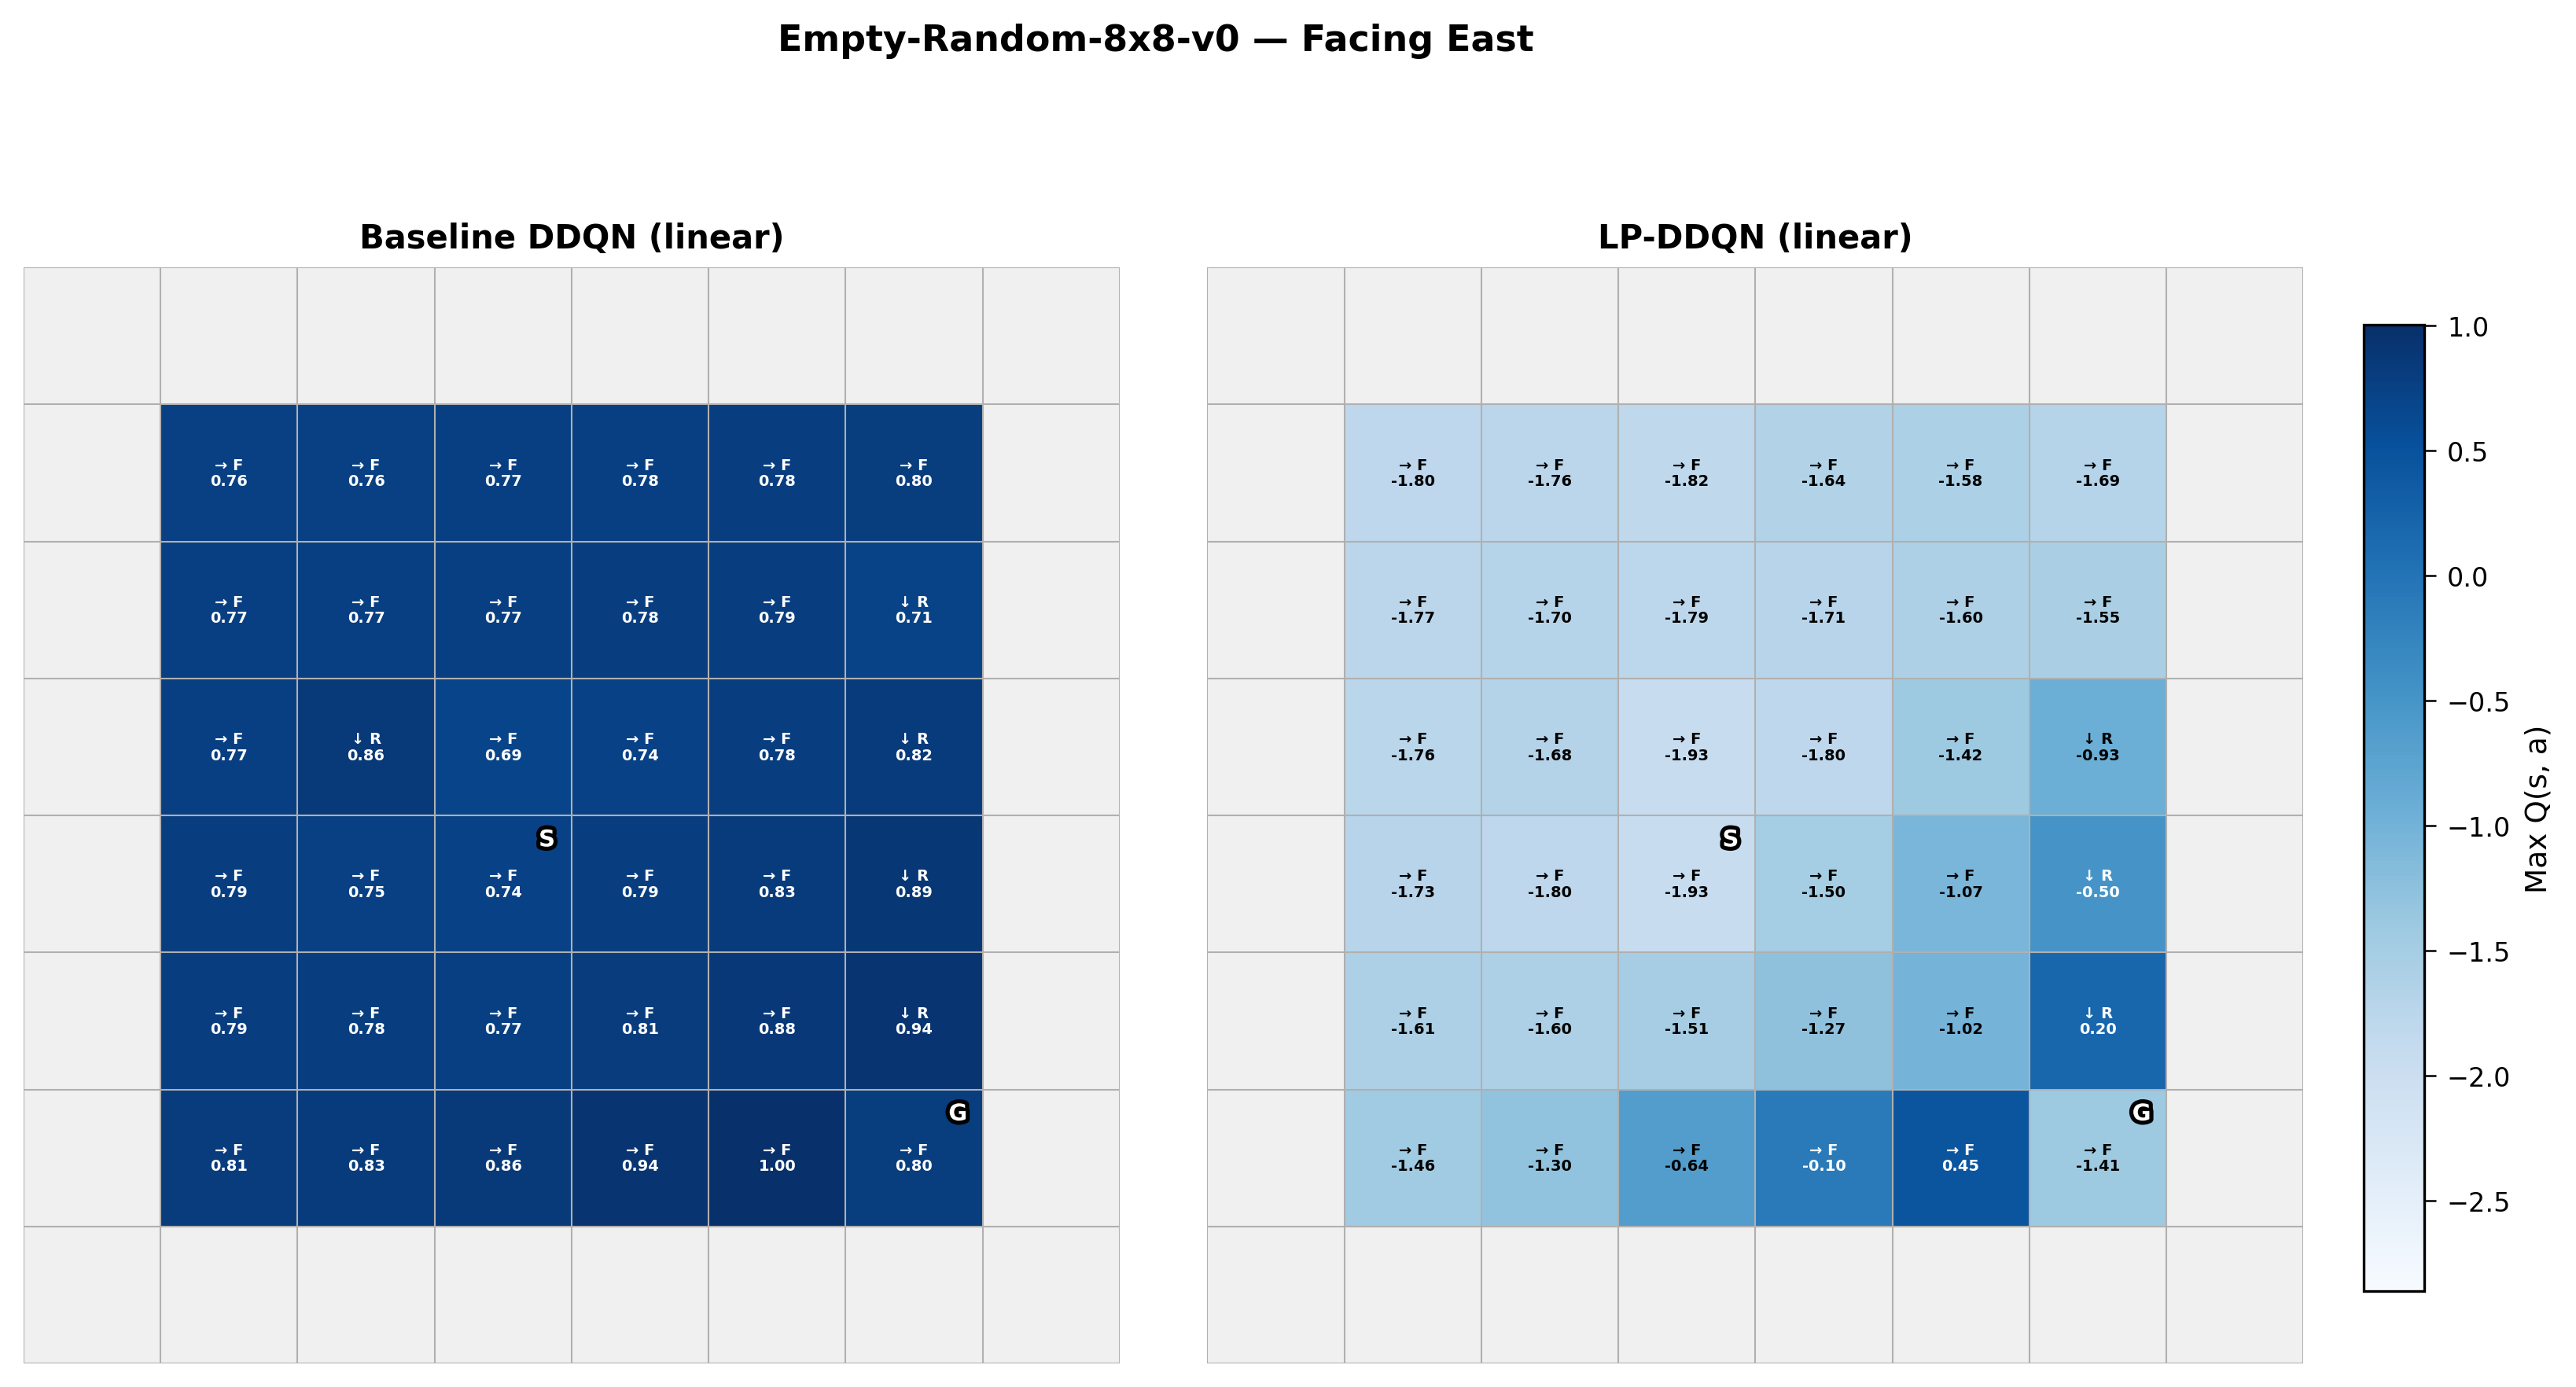 Empty-Random-8x8-v0 — Facing East
Baseline DDQN (linear)
→ F → F → F → F → F → F
0.76 0.76 0.77 0.78 0.78 0.80
→ F → F → F → F → F ↓ R
0.77 0.77 0.77 0.78 0.79 0.71
→ F ↓ R → F → F → F ↓ R
0.77 0.86 0.69 0.74 0.78 0.82
S
→ F → F → F → F → F ↓ R
0.79 0.75 0.74 0.79 0.83 0.89
→ F → F → F → F → F ↓ R
0.79 0.78 0.77 0.81 0.88 0.94
G
→ F → F → F → F → F → F
0.81 0.83 0.86 0.94 1.00 0.80
LP-DDQN (linear)
→ F → F → F → F → F → F
-1.80 -1.76 -1.82 -1.64 -1.58 -1.69
→ F → F → F → F → F → F
-1.77 -1.70 -1.79 -1.71 -1.60 -1.55
→ F → F → F → F → F ↓ R
-1.76 -1.68 -1.93 -1.80 -1.42 -0.93
S
→ F → F → F → F → F ↓ R
-1.73 -1.80 -1.93 -1.50 -1.07 -0.50
→ F → F → F → F → F ↓ R
-1.61 -1.60 -1.51 -1.27 -1.02 0.20
G
→ F → F → F → F → F → F
-1.46 -1.30 -0.64 -0.10 0.45 -1.41
1.0
0.5
0.0
−0.5
−1.0
−1.5
−2.0
−2.5
Max Q(s, a)